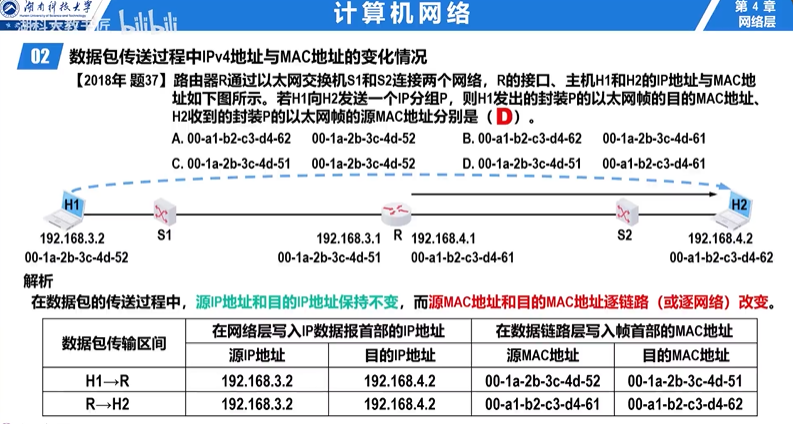 湖南科技大学
Hunan University of Science and Technology
计算机网络
第 4 章
网络层
湖科大教书匠 bilibili
02 数据包传送过程中IPv4地址与MAC地址的变化情况
【2018年 题37】路由器R通过以太网交换机S1和S2连接两个网络，R的接口、主机H1和H2的IP地址与MAC地
址如下图所示。若H1向H2发送一个IP分组P，则H1发出的封装P的以太网帧的目的MAC地址、
H2收到的封装P的以太网帧的源MAC地址分别是（ D ）。
A. 00-a1-b2-c3-d4-62 00-1a-2b-3c-4d-52 B. 00-a1-b2-c3-d4-62 00-1a-2b-3c-4d-61
C. 00-1a-2b-3c-4d-51 00-1a-2b-3c-4d-52 D. 00-1a-2b-3c-4d-51 00-a1-b2-c3-d4-61
H1 H2
S1 R S2
192.168.3.2 192.168.3.1 192.168.4.1 192.168.4.2
00-1a-2b-3c-4d-52 00-1a-2b-3c-4d-51 00-a1-b2-c3-d4-61 00-a1-b2-c3-d4-62
解析
在数据包的传送过程中，源IP地址和目的IP地址保持不变，而源MAC地址和目的MAC地址逐链路（或逐网络）改变。
数据包传输区间 在网络层写入IP数据报首部的IP地址 在数据链路层写入帧首部的MAC地址
源IP地址 目的IP地址 源MAC地址 目的MAC地址
H1→R 192.168.3.2 192.168.4.2 00-1a-2b-3c-4d-52 00-1a-2b-3c-4d-51
R→H2 192.168.3.2 192.168.4.2 00-a1-b2-c3-d4-61 00-a1-b2-c3-d4-62